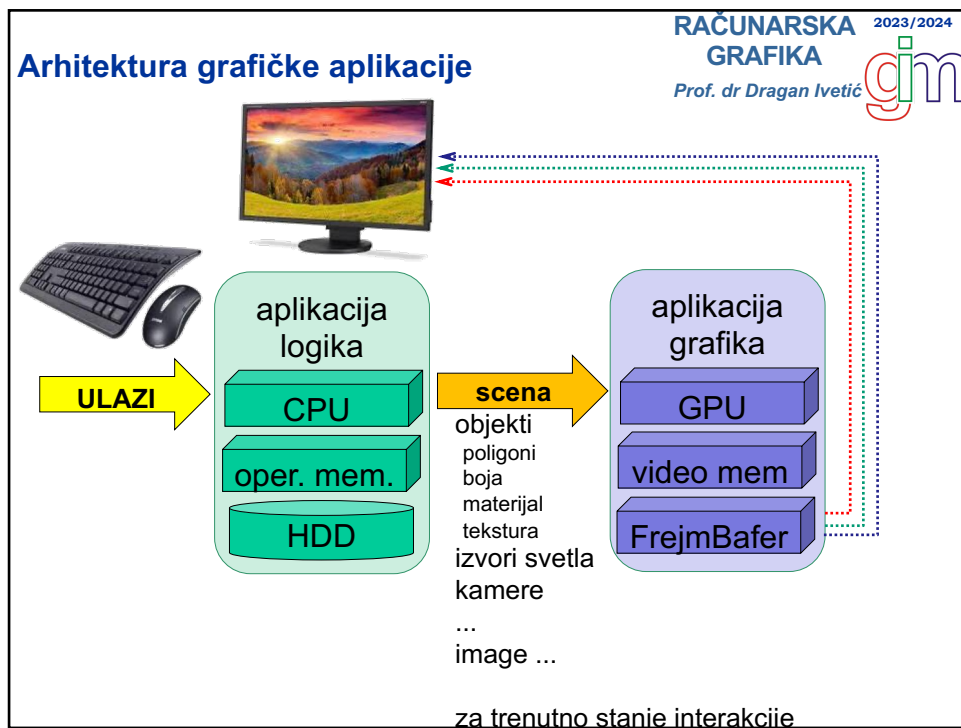 Arhitektura grafičke aplikacije
RAČUNARSKA
GRAFIKA
Prof. dr Dragan Ivetić
2023/2024
gim
ULAZI
aplikacija
logika
CPU
oper. mem.
HDD
scena
objekti
poligoni
boja
materijal
tekstura
izvori svetla
kamere
...
image ...
za trenutno stanje interakcije
aplikacija
grafika
GPU
video mem
FrejmBafer